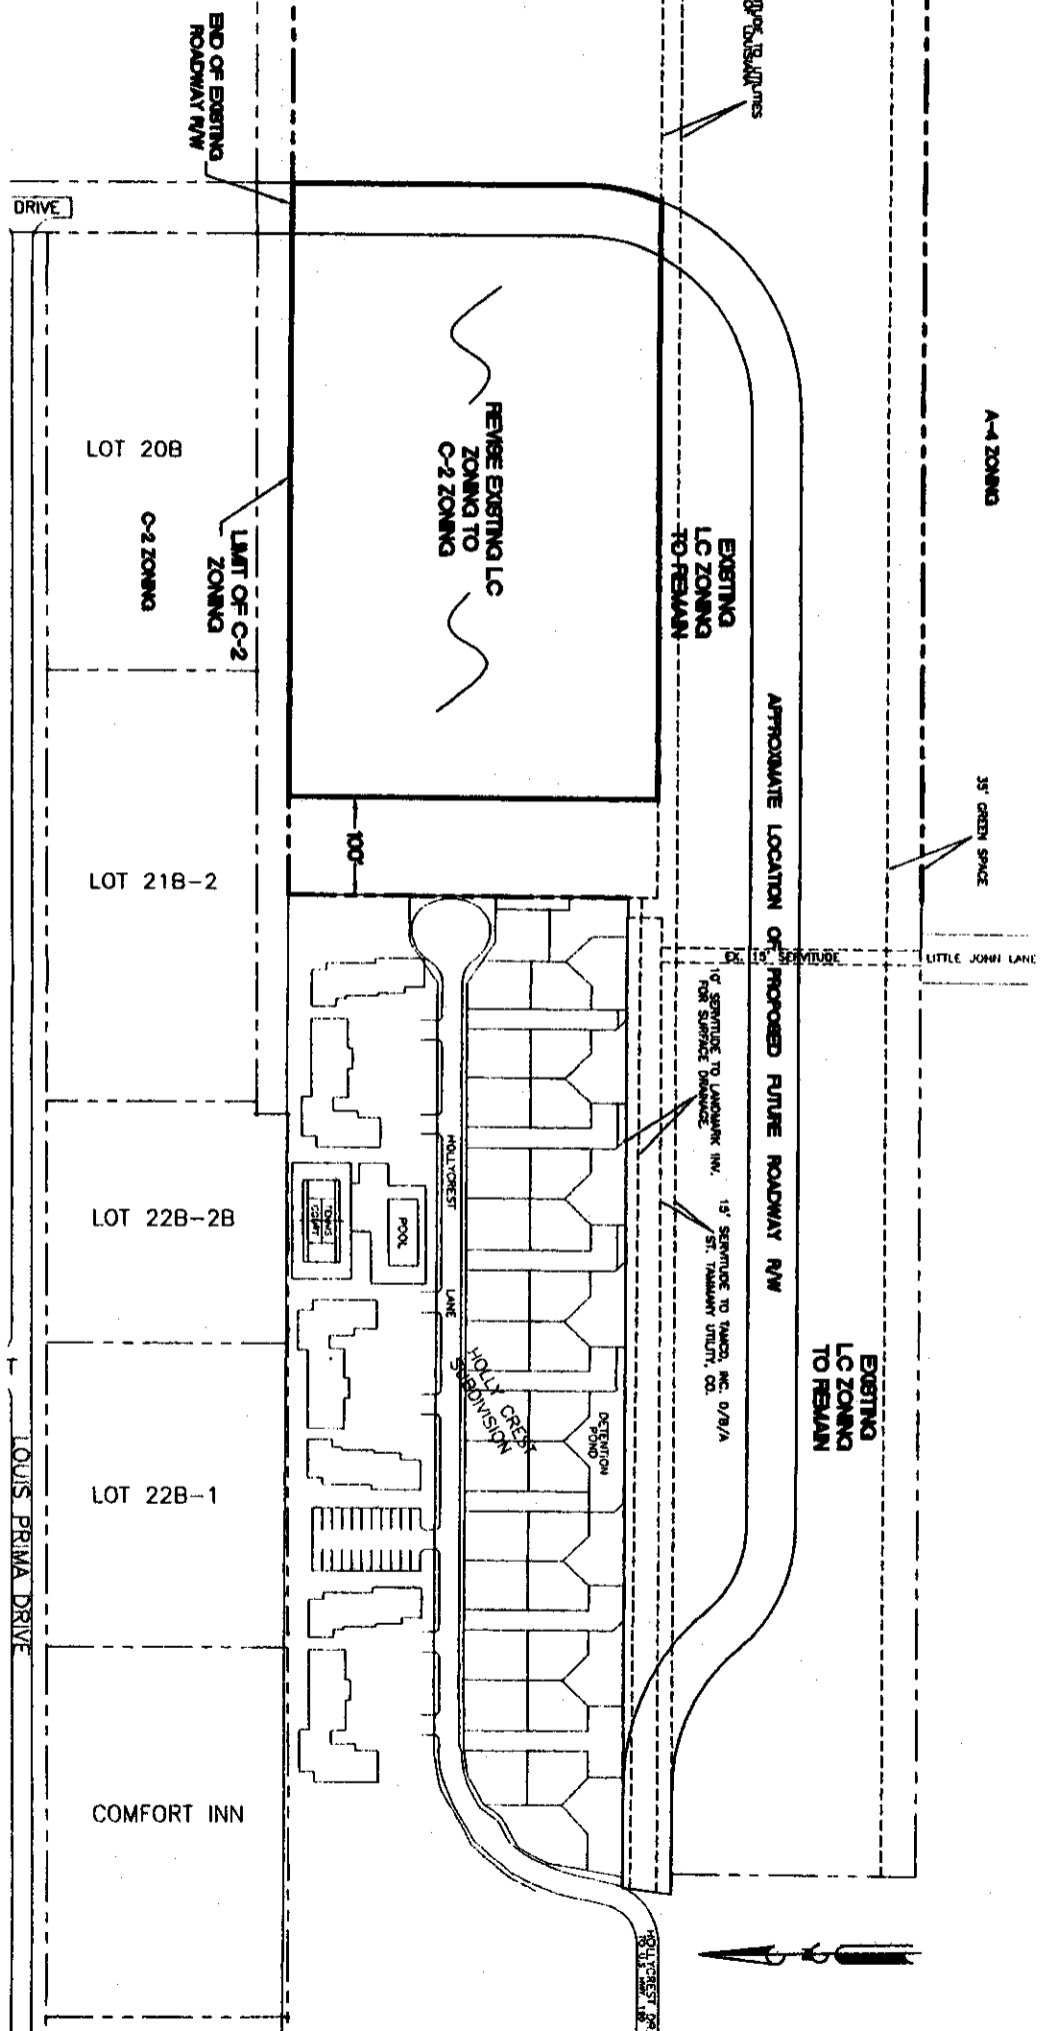 OF LOUISIANA
END OF EXISTING
ROADWAY R/W
DRIVE
A-4 ZONING
35' GREEN SPACE
REVISE EXISTING LC
ZONING TO
C-2 ZONING
EXISTING
LC ZONING
TO REMAIN
APPROXIMATE LOCATION OF PROPOSED FUTURE ROADWAY R/W
LOT 20B
C-2 ZONING
LIMIT OF C-2
ZONING
LOT 21B-2
100'
EX. 15' SERVITUDE
LITTLE JOHN LANE
10' SERVITUDE TO LANDMARK INV.
FOR SURFACE DRAINAGE
15' SERVITUDE TO TAMCO, INC. D/B/A
ST. TAMMANY UTILITY, CO.
HOLLYCREST LANE
LOT 22B-2B
TENNIS
COURT
POOL
HOLLY CREST
SUBDIVISION
DETENTION
POND
EXISTING
LC ZONING
TO REMAIN
LOT 22B-1
LOUIS PRIMA DRIVE
COMFORT INN
HOLLYCREST DR.